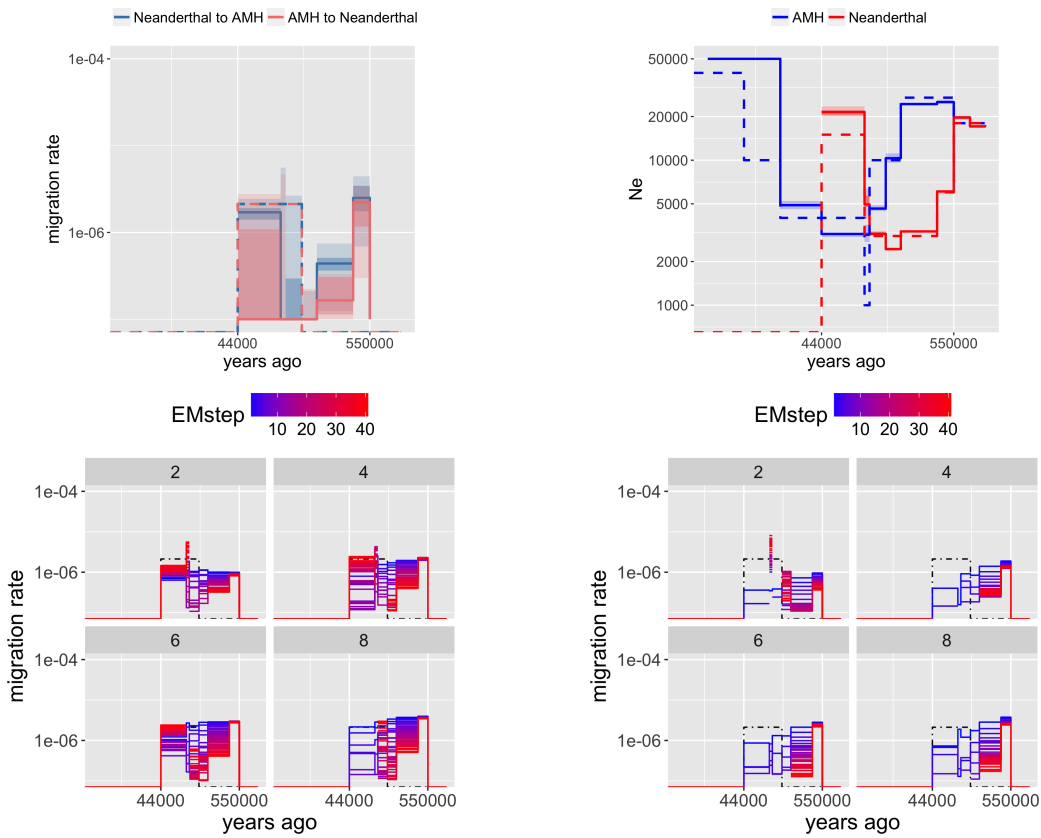 Neanderthal to AMH AMH to Neanderthal
1e-04
1e-06
migration rate
44000 550000
years ago
AMH Neanderthal
50000
20000
10000
5000
2000
1000
Ne
44000 550000
years ago
EMstep
10 20 30 40
2 4
1e-04
1e-06
6 8
1e-04
1e-06
migration rate
44000 550000 44000 550000
years ago
EMstep
10 20 30 40
2 4
1e-04
1e-06
6 8
1e-04
1e-06
migration rate
44000 550000 44000 550000
years ago